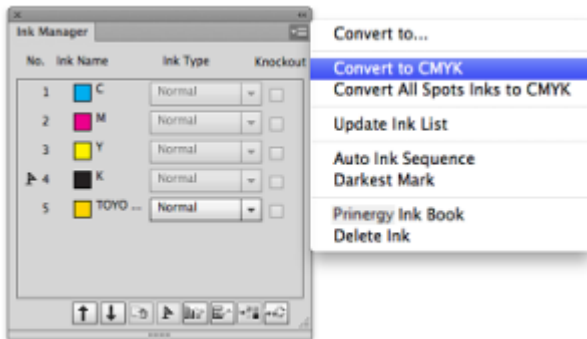 Ink Manager
No. Ink Name Ink Type Knockout
1 C Normal
2 M Normal
3 Y Normal
4 K Normal
5 TOYO ... Normal
Convert to...
Convert to CMYK
Convert All Spots Inks to CMYK
Update Ink List
Auto Ink Sequence
Darkest Mark
Prinergy Ink Book
Delete Ink